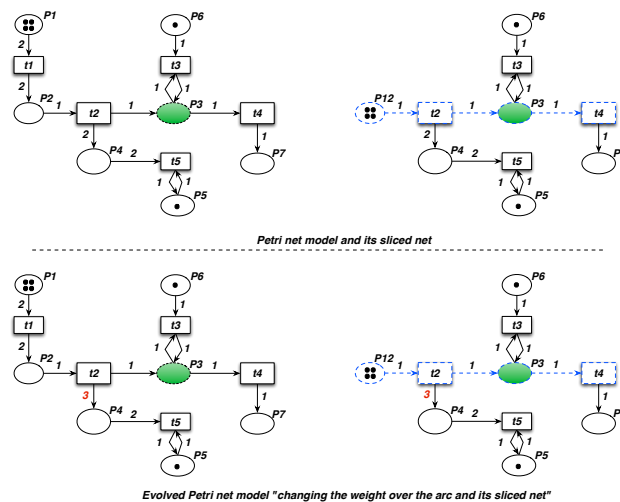 P1
P6
P6
2
1
1
t1
t3
t3
2
1
1
1
1
P2
P3
P12
P3
1
t2
1
1
t4
1
t2
1
1
t4
2
1
2
1
P4
2
t5
P7
P4
2
t5
P
1
1
P5
1
1
P5
Petri net model and its sliced net
P1
P6
P6
2
1
1
t1
t3
t3
2
1
1
1
1
P2
P3
P12
P3
1
t2
1
1
t4
1
t2
1
1
t4
3
1
3
1
P4
2
t5
P7
P4
2
t5
P
1
1
P5
1
1
P5
Evolved Petri net model "changing the weight over the arc and its sliced net"